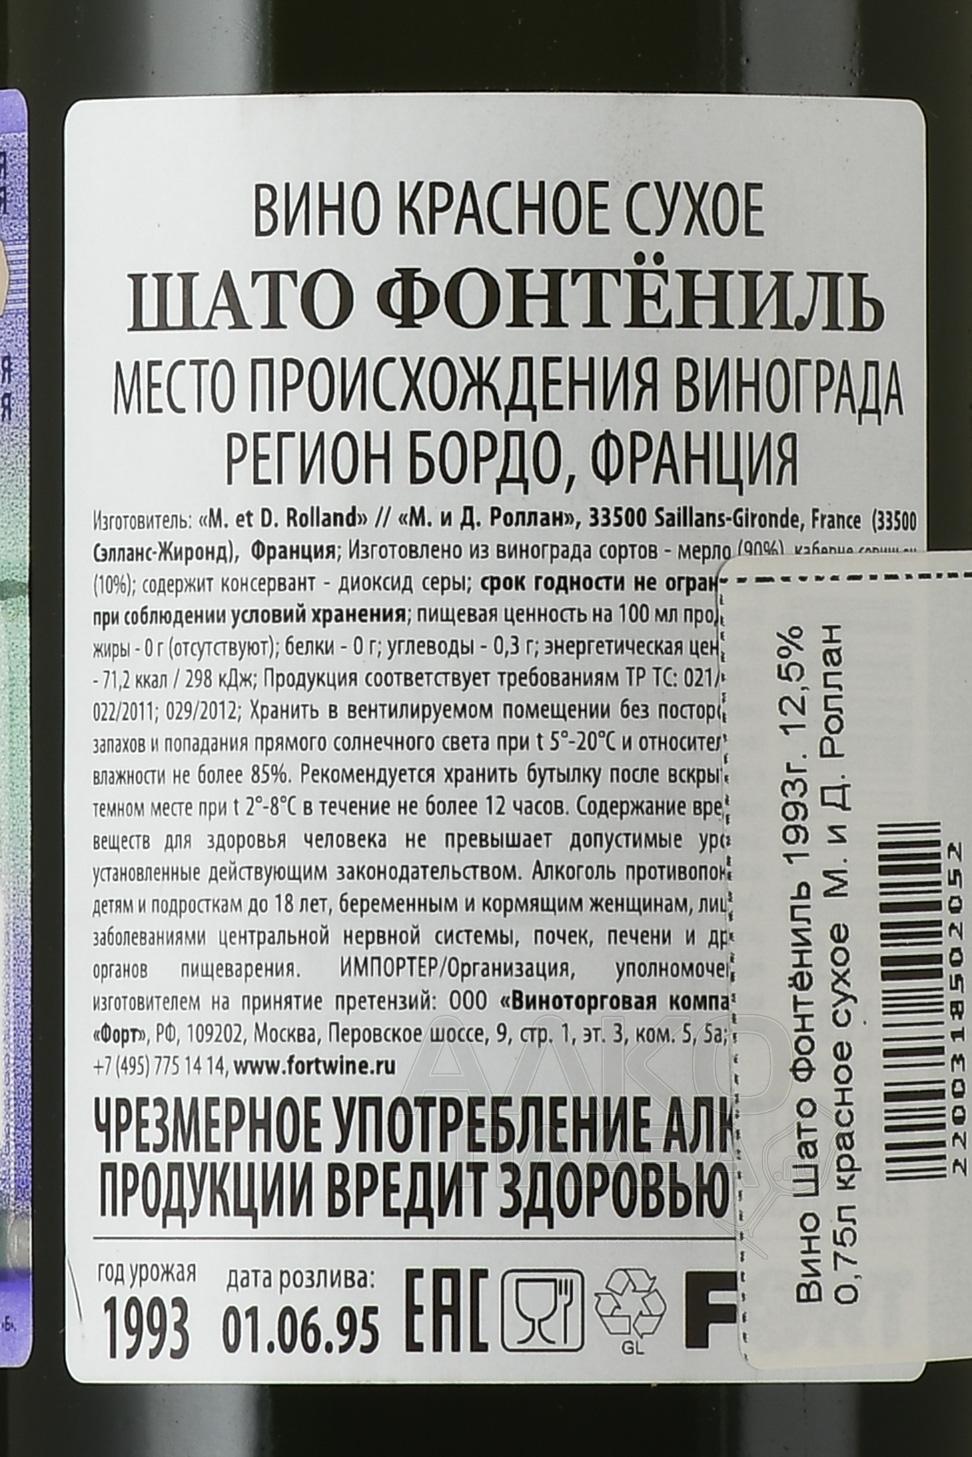 ВИНО КРАСНОЕ СУХОЕ
ШАТО ФОНТЁНИЛЬ
МЕСТО ПРОИСХОЖДЕНИЯ ВИНОГРАДА
РЕГИОН БОРДО, ФРАНЦИЯ
Изготовитель: «M. et D. Rolland» // «М. и Д. Роллан», 33500 Saillans-Gironde, France (33500
Сэлланс-Жиронд), Франция; Изготовлено из винограда сортов - мерло (90%),
(10%); содержит консервант - диоксид серы; срок годности не огран
при соблюдении условий хранения; пищевая ценность на 100 мл про
жиры - 0 г (отсутствуют); белки - 0 г; углеводы - 0,3 г; энергетическая цен
- 71,2 ккал / 298 кДж; Продукция соответствует требованиям ТР ТС: 021/
022/2011; 029/2012; Хранить в вентилируемом помещении без посторо
запахов и попадания прямого солнечного света при t 5°-20°С и относител
влажности не более 85%. Рекомендуется хранить бутылку после вскры
темном месте при t 2°-8°С в течение не более 12 часов. Содержание вре
веществ для здоровья человека не превышает допустимые уро
установленные действующим законодательством. Алкоголь противопок
детям и подросткам до 18 лет, беременным и кормящим женщинам, лиц
заболеваниями центральной нервной системы, почек, печени и др
органов пищеварения. ИМПОРТЕР/Организация, уполномоче
изготовителем на принятие претензий: ООО «Виноторговая компа
«Форт», РФ, 109202, Москва, Перовское шоссе, 9, стр. 1, эт. 3, ком. 5, 5а;
+7 (495) 775 14 14, www.fortwine.ru
ЧРЕЗМЕРНОЕ УПОТРЕБЛЕНИЕ АЛК
ПРОДУКЦИИ ВРЕДИТ ЗДОРОВЬЮ
год урожая
1993
дата розлива:
01.06.95
EAC
GL
F
Вино Шато Фонтёниль 1993г. 12,5%
0,75л красное сухое М. и Д. Роллан
2200318502052
АЛКО
ПЛАЗА